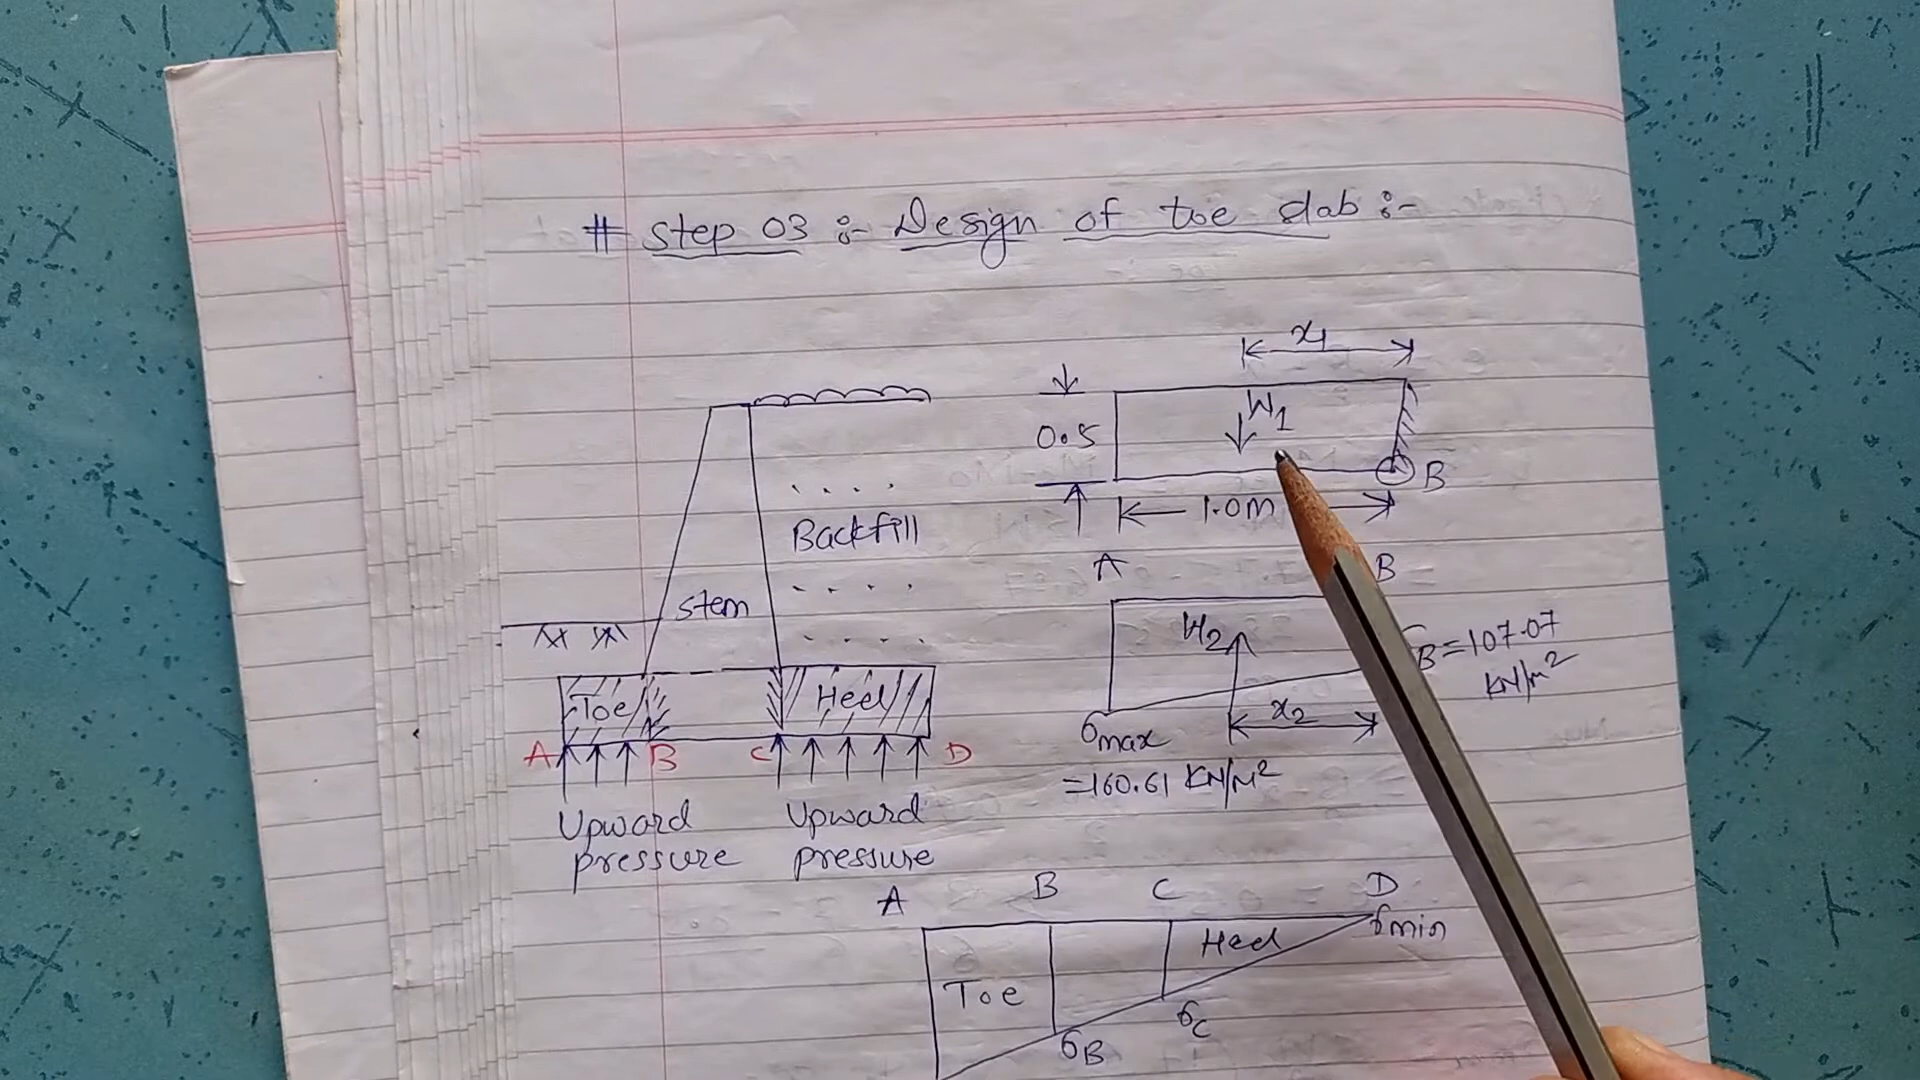 # Step 03 :- Design of toe slab :-
x1
W1
0.5
B
1.0m
Backfill
A
B
Stem
W2
B = 107.07
KN/m²
Toe
Heel
x2
A
B
C
D
σmax
= 160.61 KN/M²
Upward
pressure
Upward
pressure
A
B
C
D
σmin
Heel
Toe
σC
σB